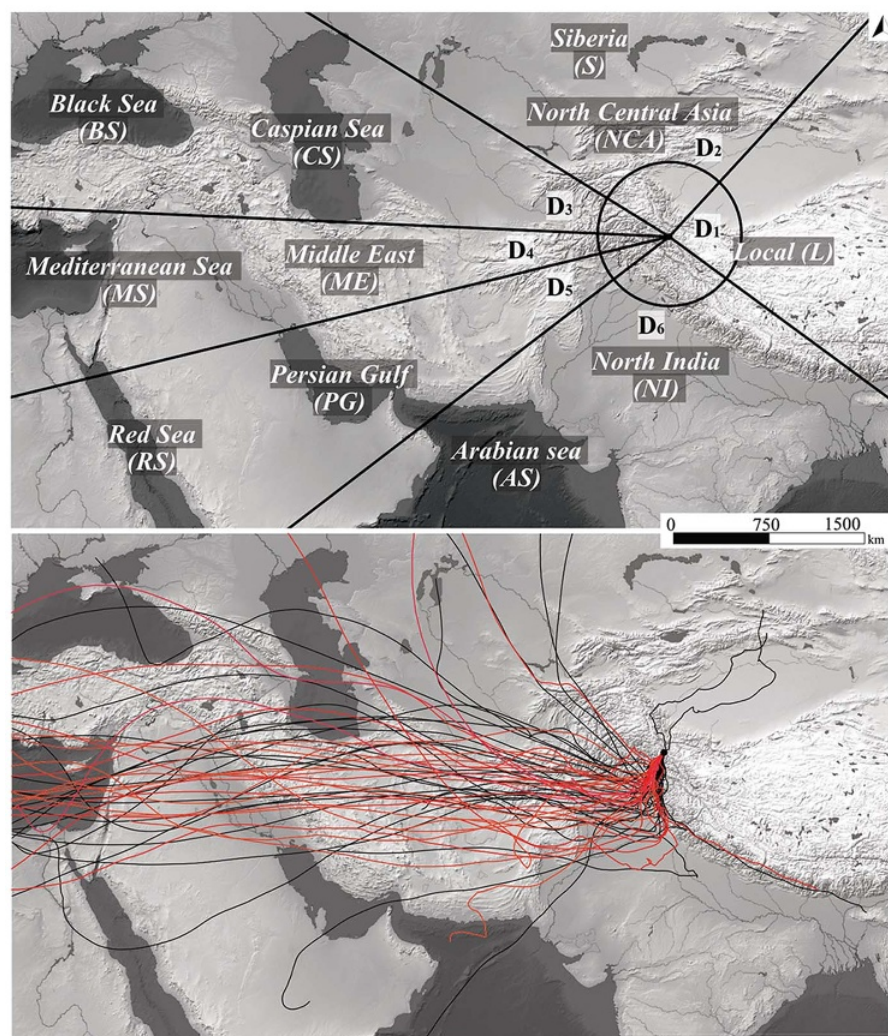 Siberia
(S)
Black Sea
(BS)
Caspian Sea
(CS)
North Central Asia
(NCA)
D2
D3
D1
Mediterranean Sea
(MS)
Middle East
(ME)
D4
Local (L)
D5
D6
North India
(NI)
Persian Gulf
(PG)
Red Sea
(RS)
Arabian sea
(AS)
0 750 1500
km